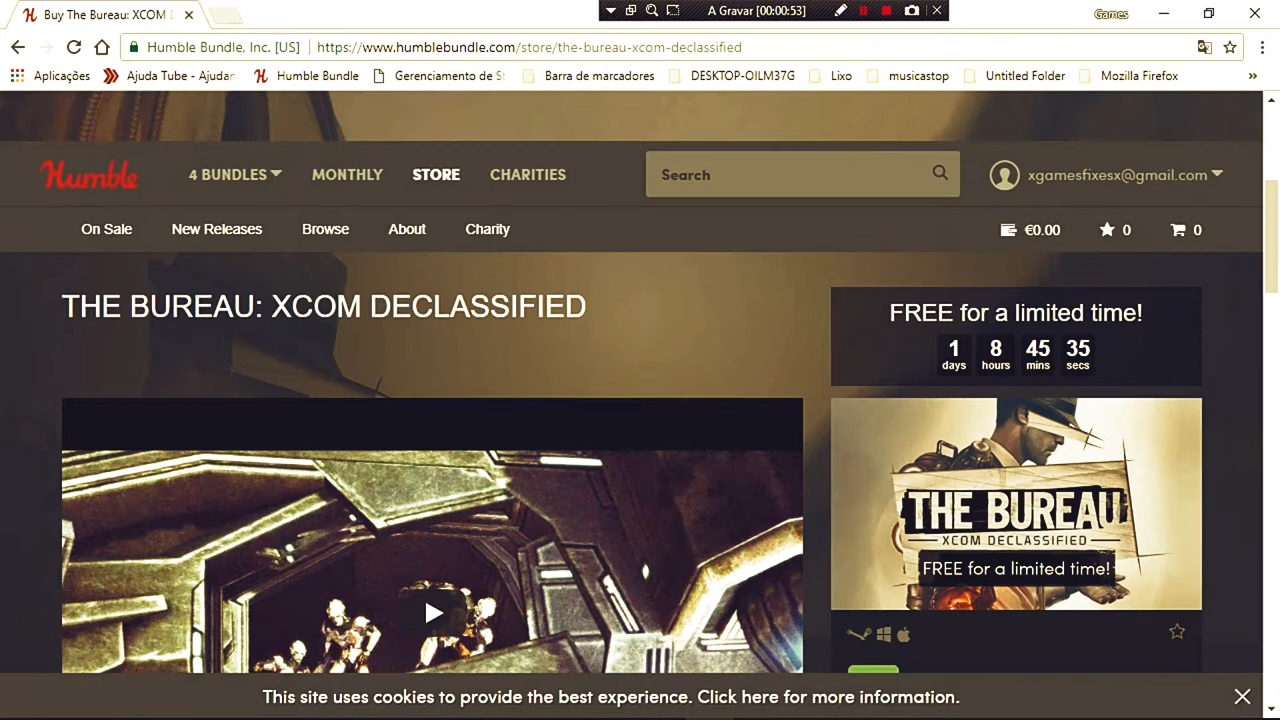 Buy The Bureau: XCOM D
A Gravar [00:00:53]
Games
Humble Bundle, Inc. [US]
https://www.humblebundle.com/store/the-bureau-xcom-declassified
Aplicações
Ajuda Tube - Ajudar
Humble Bundle
Gerenciamento de S
Barra de marcadores
DESKTOP-OILM37G
Lixo
musicastop
Untitled Folder
Mozilla Firefox
Humble
4 BUNDLES
MONTHLY
STORE
CHARITIES
Search
xgamesfixesx@gmail.com
On Sale
New Releases
Browse
About
Charity
€0.00
0
0
THE BUREAU: XCOM DECLASSIFIED
FREE for a limited time!
1 8 45 35
days hours mins secs
THE BUREAU
XCOM DECLASSIFIED
FREE for a limited time!
This site uses cookies to provide the best experience. Click here for more information.